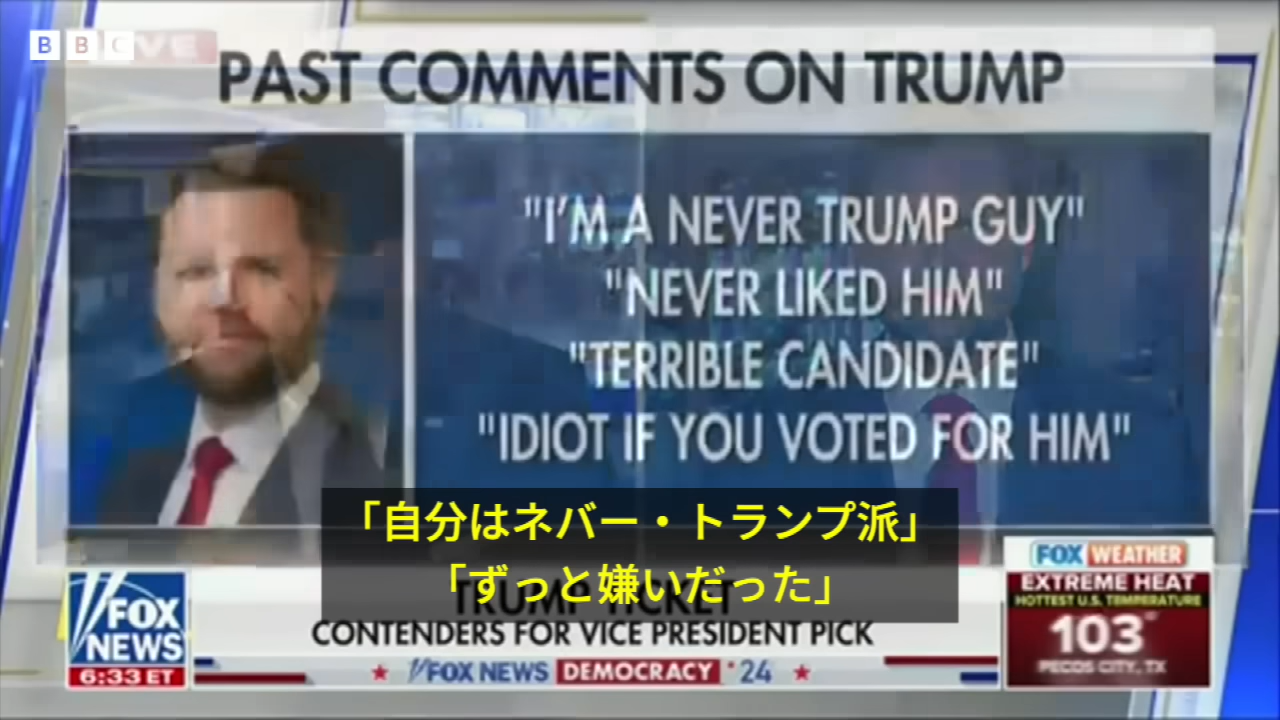 BBC
LIVE
PAST COMMENTS ON TRUMP
"I'M A NEVER TRUMP GUY"
"NEVER LIKED HIM"
"TERRIBLE CANDIDATE"
"IDIOT IF YOU VOTED FOR HIM"
「自分はネバー・トランプ派」
「ずっと嫌いだった」
TRUMP TICKET
CONTENDERS FOR VICE PRESIDENT PICK
FOX NEWS
6:33 ET
FOX NEWS DEMOCRACY '24
FOX WEATHER
EXTREME HEAT
HOTTEST U.S. TEMPERATURE
103°
PECOS CITY, TX